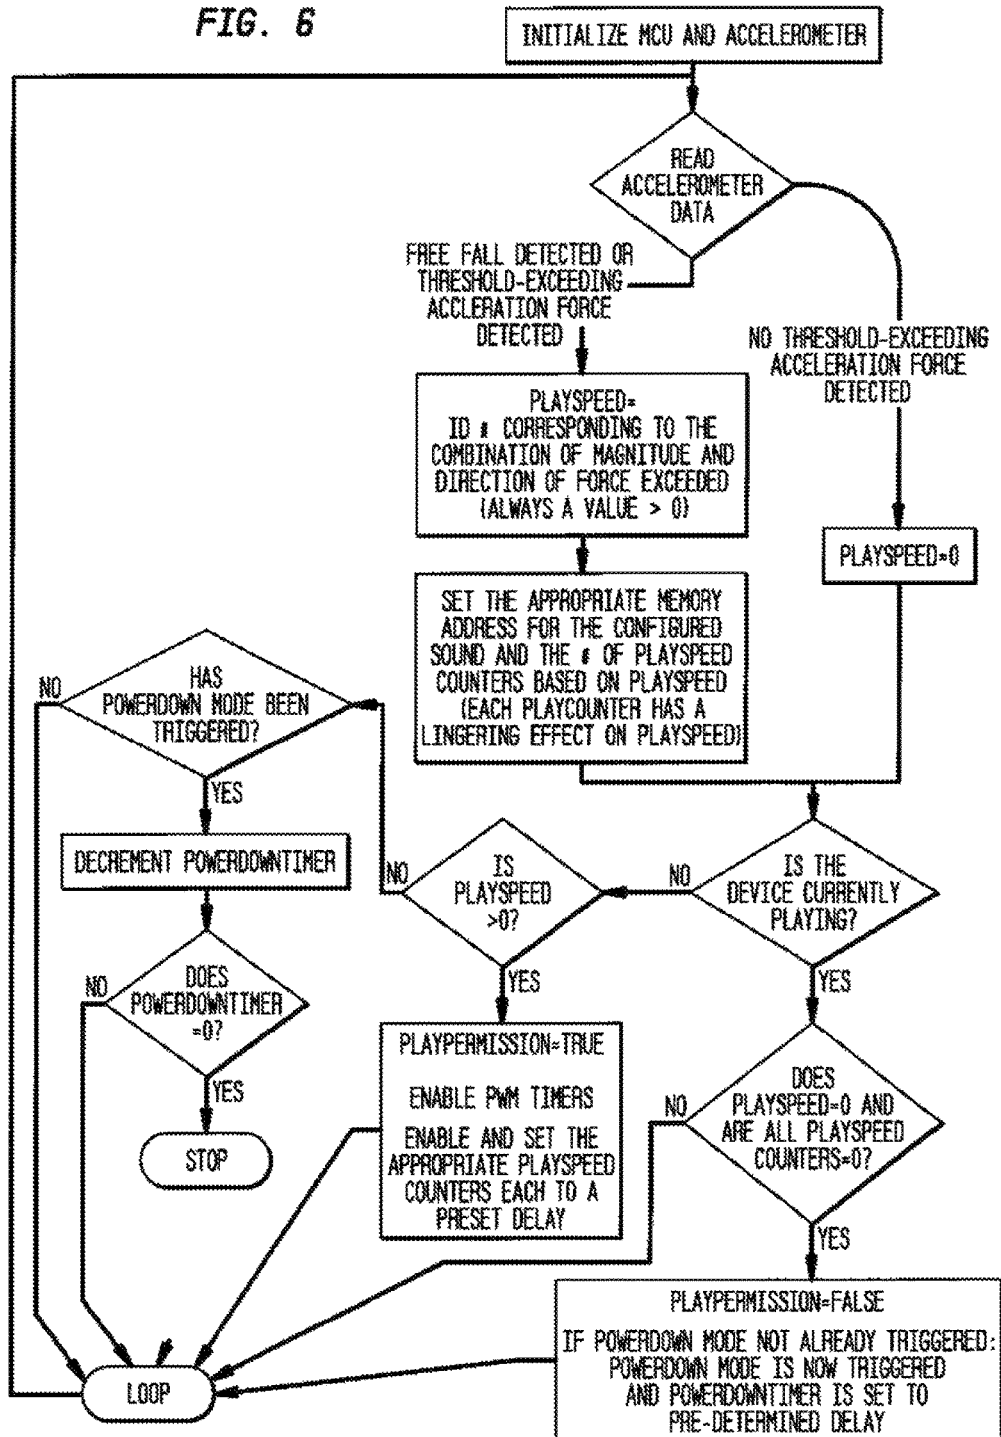 FIG. 6
INITIALIZE MCU AND ACCELEROMETER
READ
ACCELEROMETER
DATA
FREE FALL DETECTED OR
THRESHOLD-EXCEEDING
ACCLERATION FORCE
DETECTED
NO THRESHOLD-EXCEEDING
ACCELERATION FORCE
DETECTED
PLAYSPEED=
ID # CORRESPONDING TO THE
COMBINATION OF MAGNITUDE AND
DIRECTION OF FORCE EXCEEDED
(ALWAYS A VALUE > 0)
PLAYSPEED=0
SET THE APPROPRIATE MEMORY
ADDRESS FOR THE CONFIGURED
SOUND AND THE # OF PLAYSPEED
COUNTERS BASED ON PLAYSPEED
(EACH PLAYCOUNTER HAS A
LINGERING EFFECT ON PLAYSPEED)
IS THE
DEVICE CURRENTLY
PLAYING?
NO
YES
IS
PLAYSPEED
>0?
NO
YES
HAS
POWERDOWN MODE BEEN
TRIGGERED?
NO
YES
DECREMENT POWERDOWNTIMER
DOES
POWERDOWNTIMER
=0?
NO
YES
STOP
PLAYPERMISSION=TRUE
ENABLE PWM TIMERS
ENABLE AND SET THE
APPROPRIATE PLAYSPEED
COUNTERS EACH TO A
PRESET DELAY
DOES
PLAYSPEED=0 AND
ARE ALL PLAYSPEED
COUNTERS=0?
NO
YES
PLAYPERMISSION=FALSE
IF POWERDOWN MODE NOT ALREADY TRIGGERED:
POWERDOWN MODE IS NOW TRIGGERED
AND POWERDOWNTIMER IS SET TO
PRE-DETERMINED DELAY
LOOP